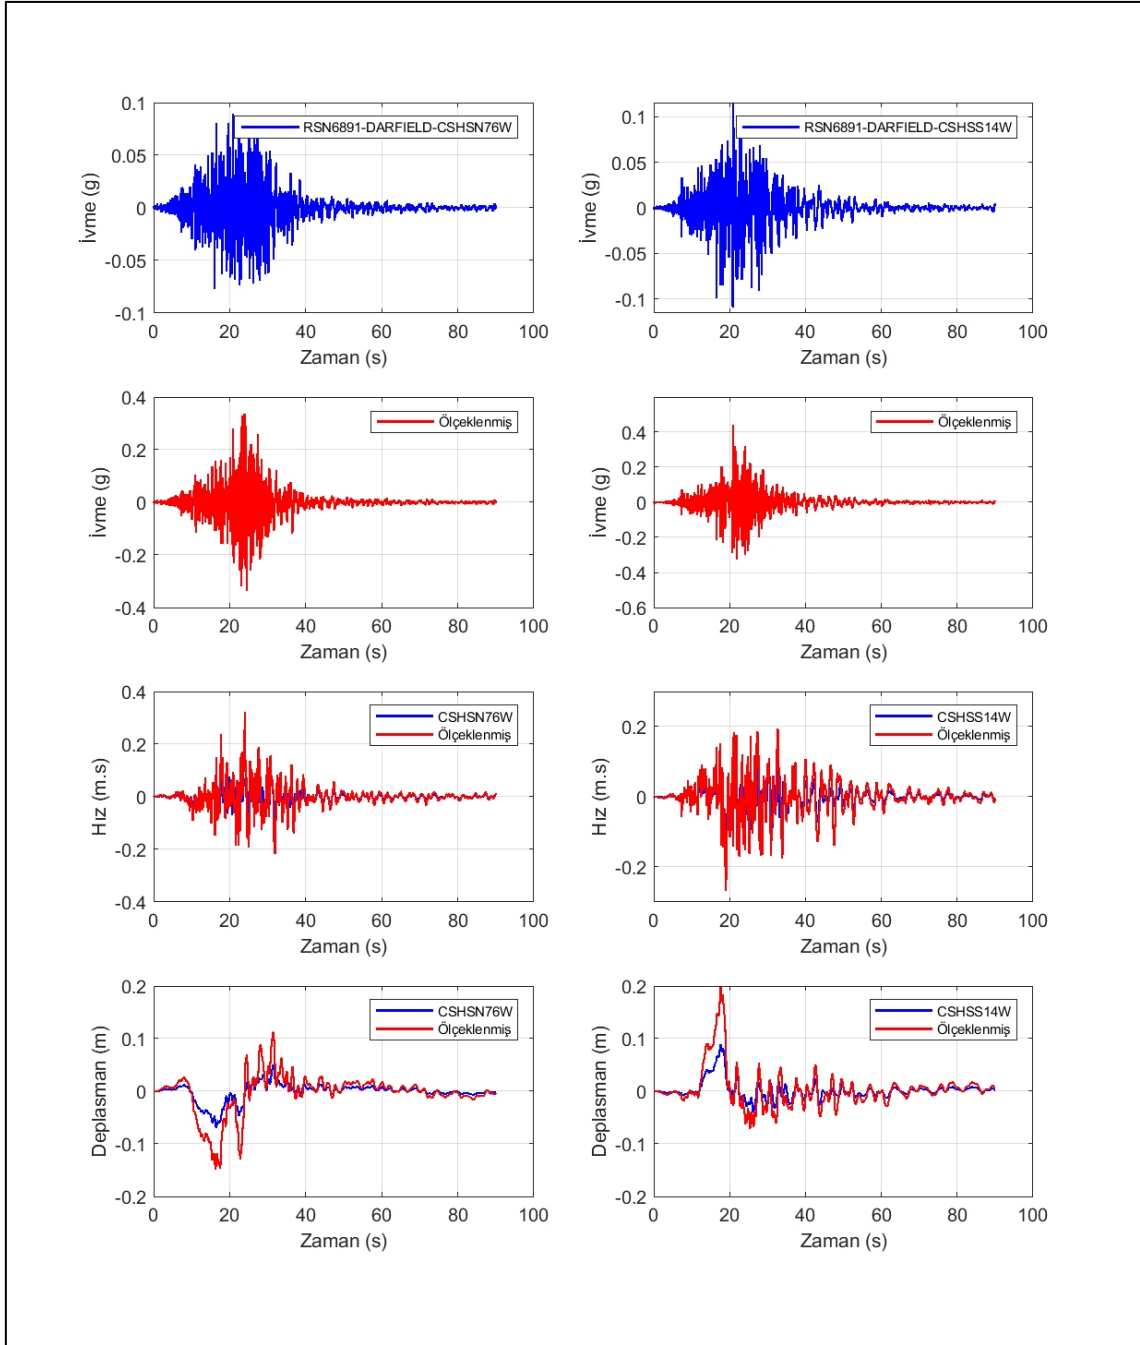 0.1
0.05
0
-0.05
-0.1
İvme (g)
RSN6891-DARFIELD-CSHSN76W
0 20 40 60 80 100
Zaman (s)
0.1
0.05
0
-0.05
-0.1
İvme (g)
RSN6891-DARFIELD-CSHSS14W
0 20 40 60 80 100
Zaman (s)
0.4
0.2
0
-0.2
-0.4
İvme (g)
Ölçeklenmiş
0 20 40 60 80 100
Zaman (s)
0.4
0.2
0
-0.2
-0.4
-0.6
İvme (g)
Ölçeklenmiş
0 20 40 60 80 100
Zaman (s)
0.4
0.2
0
-0.2
-0.4
Hız (m.s)
CSHSN76W
Ölçeklenmiş
0 20 40 60 80 100
Zaman (s)
0.2
0
-0.2
Hız (m.s)
CSHSS14W
Ölçeklenmiş
0 20 40 60 80 100
Zaman (s)
0.2
0.1
0
-0.1
-0.2
Deplasman (m)
CSHSN76W
Ölçeklenmiş
0 20 40 60 80 100
Zaman (s)
0.2
0.1
0
-0.1
-0.2
Deplasman (m)
CSHSS14W
Ölçeklenmiş
0 20 40 60 80 100
Zaman (s)